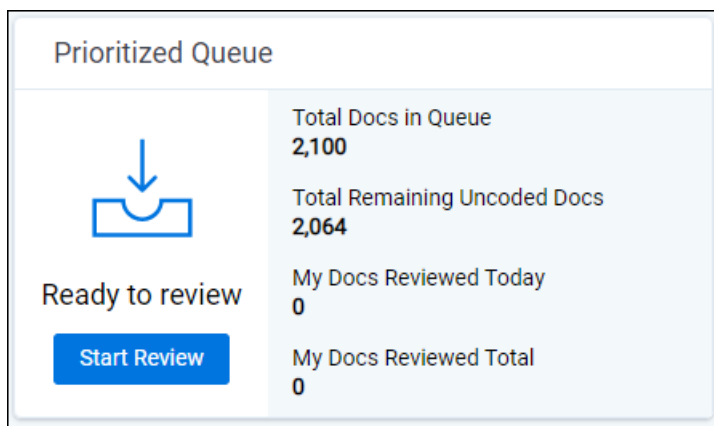 Prioritized Queue
Ready to review
Start Review
Total Docs in Queue
2,100
Total Remaining Uncoded Docs
2,064
My Docs Reviewed Today
0
My Docs Reviewed Total
0